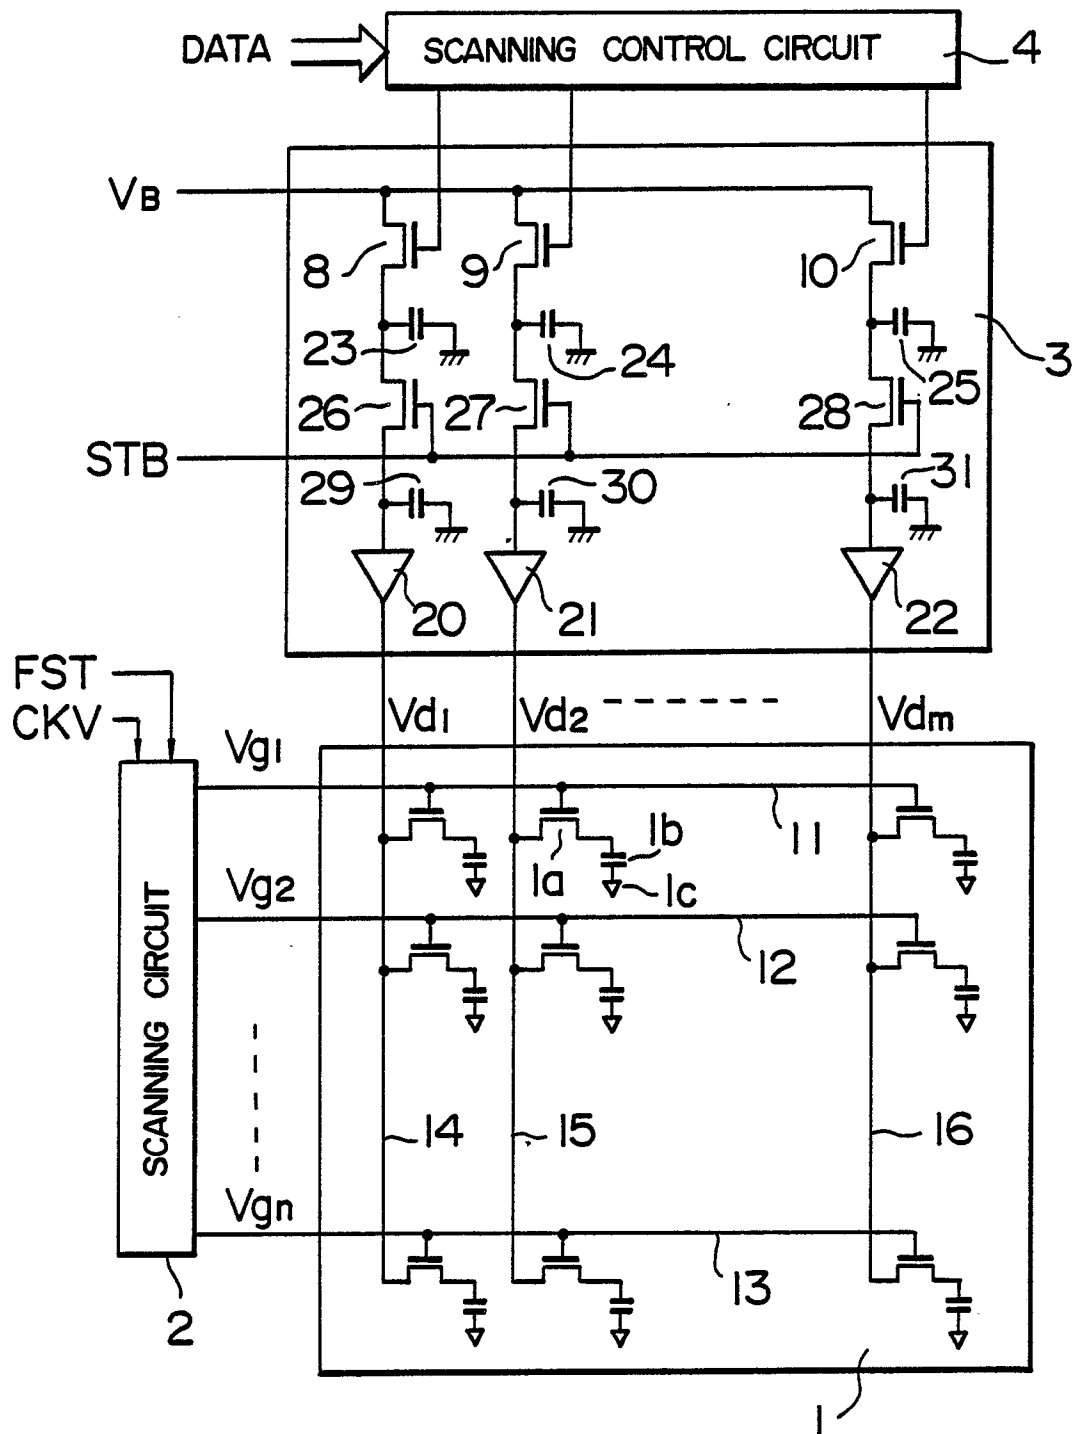 DATA
SCANNING CONTROL CIRCUIT
4
VB
8
9
10
23
24
25
3
26
27
28
STB
29
30
31
20
21
22
FST
CKV
Vd1
Vd2
Vdm
Vg1
11
1a
1b
1c
Vg2
12
SCANNING CIRCUIT
14
15
16
Vgn
13
2
1